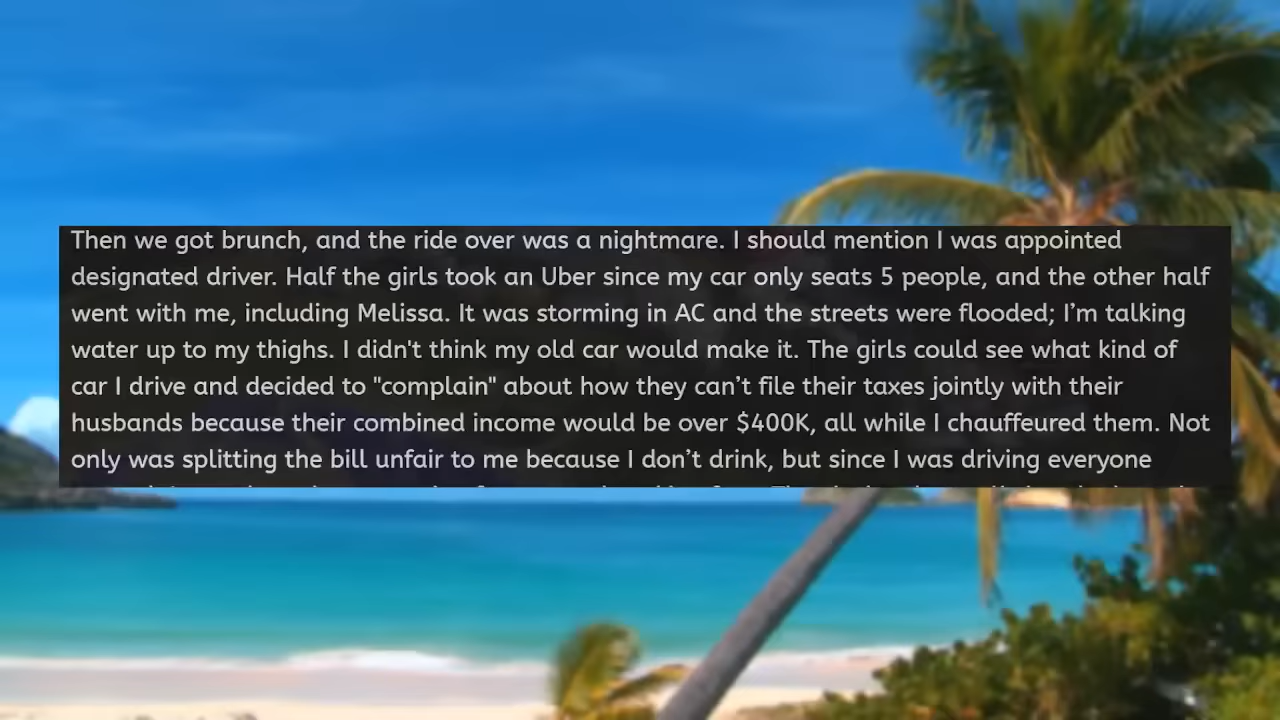 Then we got brunch, and the ride over was a nightmare. I should mention I was appointed
designated driver. Half the girls took an Uber since my car only seats 5 people, and the other half
went with me, including Melissa. It was storming in AC and the streets were flooded; I’m talking
water up to my thighs. I didn't think my old car would make it. The girls could see what kind of
car I drive and decided to "complain" about how they can’t file their taxes jointly with their
husbands because their combined income would be over $400K, all while I chauffeured them. Not
only was splitting the bill unfair to me because I don’t drink, but since I was driving everyone